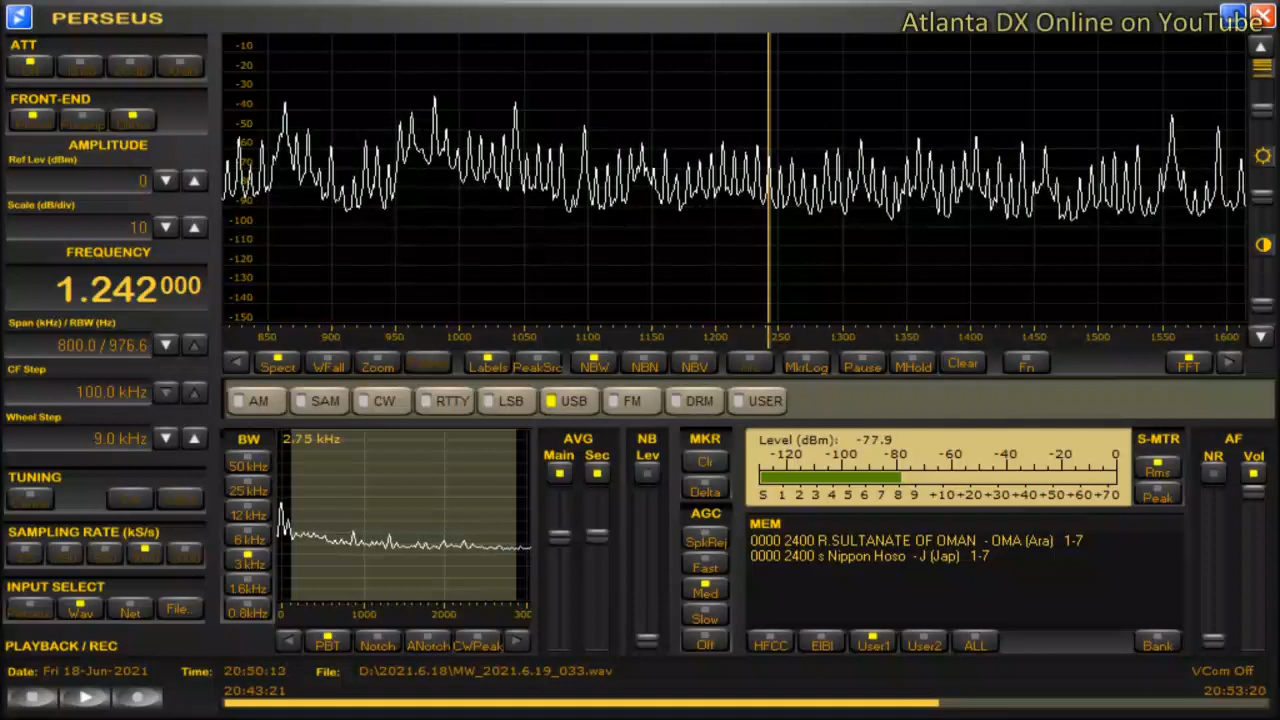 PERSEUS
Atlanta DX Online on YouTube
ATT
FRONT-END
AMPLITUDE
Ref Lev (dBm)
0
Scale (dB/div)
10
FREQUENCY
1.242000
Span (kHz) / RBW (Hz)
800.0 / 976.6
CF Step
100.0 kHz
Wheel Step
9.0 kHz
TUNING
SAMPLING RATE (kS/s)
INPUT SELECT
Wav Net File..
PLAYBACK / REC
-10
-20
-30
-40
-50
-60
-70
-80
-90
-100
-110
-120
-130
-140
-150
850 900 950 1000 1050 1100 1150 1200 1250 1300 1350 1400 1450 1500 1550 1600
Spect WFall Zoom Labels PeakSrc NBW NBN NBV MkrLog Pause MHold Clear Fn FFT
AM SAM CW RTTY LSB USB FM DRM USER
BW
50 kHz
25 kHz
12 kHz
6 kHz
3 kHz
1.6kHz
0.8kHz
2.75 kHz
0 1000 2000 300
PBT Notch ANotch CWPeak
AVG
Main Sec
NB
Lev
MKR
Clr
Delta
AGC
SpkRej
Fast
Med
Slow
Off
Level (dBm): -77.9
-120 -100 -80 -60 -40 -20 0
S 1 2 3 4 5 6 7 8 9 +10 +20 +30 +40 +50 +60 +70
S-MTR
Rms
Peak
AF
NR Vol
MEM
0000 2400 R.SULTANATE OF OMAN - OMA (Ara) 1-7
0000 2400 s Nippon Hoso - J (Jap) 1-7
HFCC EIBI User1 User2 ALL Bank
Date: Fri 18-Jun-2021 Time: 20:50:13 File: D:\2021.6.18\MW_2021.6.19_033.wav VCom Off
20:43:21 20:53:20